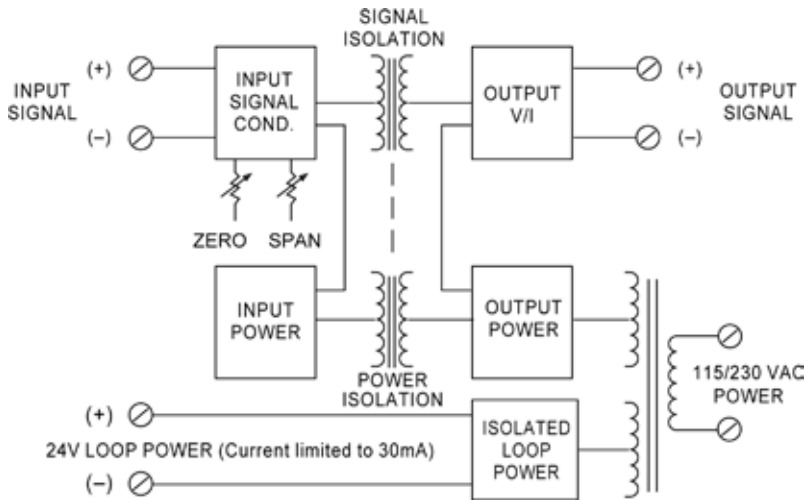 SIGNAL
ISOLATION
(+)
INPUT
SIGNAL
(–)
INPUT
SIGNAL
COND.
OUTPUT
V/I
(+)
OUTPUT
SIGNAL
(–)
ZERO
SPAN
INPUT
POWER
OUTPUT
POWER
POWER
ISOLATION
115/230 VAC
POWER
(+)
24V LOOP POWER (Current limited to 30mA)
(–)
ISOLATED
LOOP
POWER